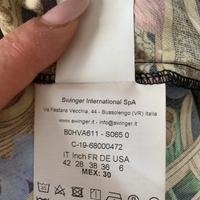 Swinger International SpA
Via Festara Vecchia, 44 - Bussolengo (VR) Italia
www.swinger.it - info@swinger.it
B0HVA611 - S065 0
C-19-68000472
IT Inch FR DE USA
42 28 38 36 6
MEX: 30